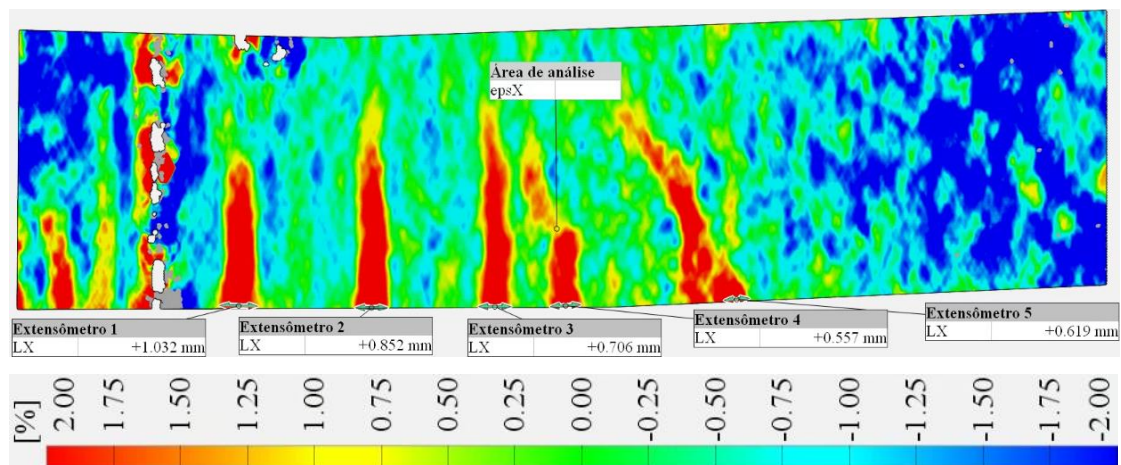 Área de análise
epsX
Extensômetro 1
LX +1.032 mm
Extensômetro 2
LX +0.852 mm
Extensômetro 3
LX +0.706 mm
Extensômetro 4
LX +0.557 mm
Extensômetro 5
LX +0.619 mm
[%] 2.00 1.75 1.50 1.25 1.00 0.75 0.50 0.25 0.00 -0.25 -0.50 -0.75 -1.00 -1.25 -1.50 -1.75 -2.00